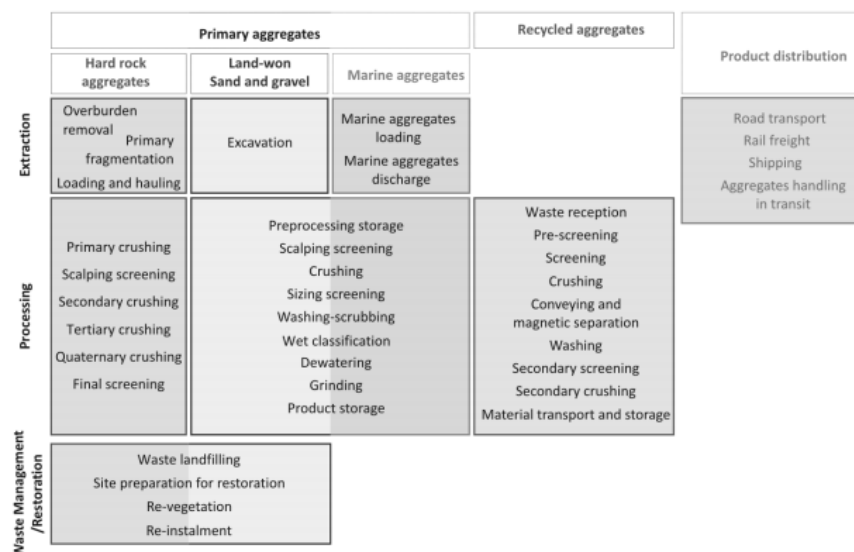 Primary aggregates
Recycled aggregates
Product distribution
Hard rock
aggregates
Land-won
Sand and gravel
Marine aggregates
Extraction
Overburden
removal
Primary
fragmentation
Loading and hauling
Excavation
Marine aggregates
loading
Marine aggregates
discharge
Road transport
Rail freight
Shipping
Aggregates handling
in transit
Processing
Primary crushing
Scalping screening
Secondary crushing
Tertiary crushing
Quaternary crushing
Final screening
Preprocessing storage
Scalping screening
Crushing
Sizing screening
Washing-scrubbing
Wet classification
Dewatering
Grinding
Product storage
Waste reception
Pre-screening
Screening
Crushing
Conveying and
magnetic separation
Washing
Secondary screening
Secondary crushing
Material transport and storage
Waste Management
/Restoration
Waste landfilling
Site preparation for restoration
Re-vegetation
Re-instalment